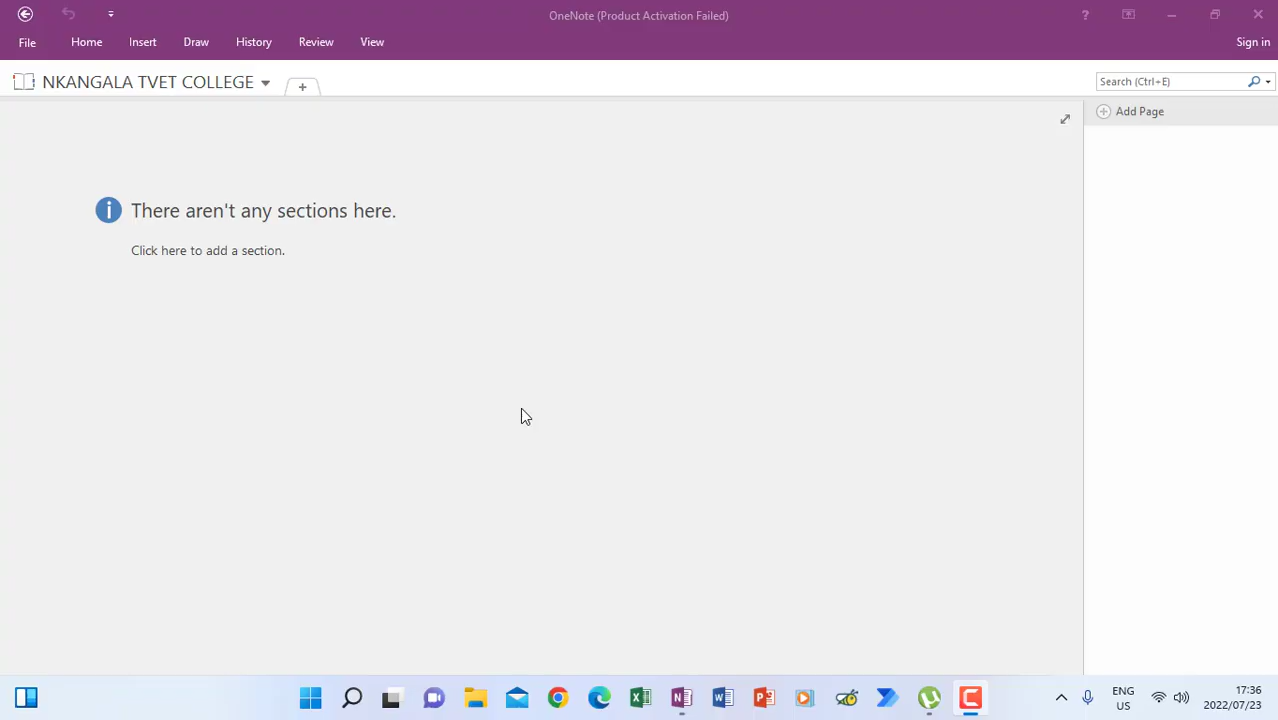 OneNote (Product Activation Failed)
?
File Home Insert Draw History Review View Sign in
NKANGALA TVET COLLEGE
Search (Ctrl+E)
Add Page
There aren't any sections here.
Click here to add a section.
ENG 17:36
US 2022/07/23